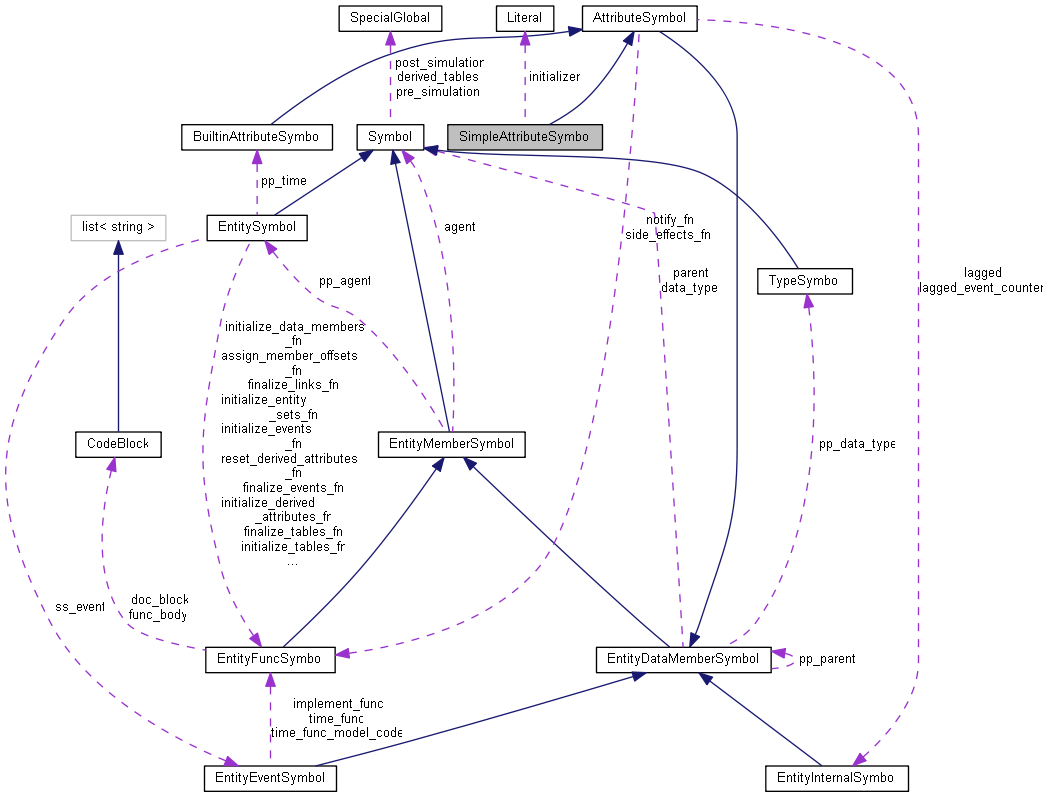 SpecialGlobal
Literal
AttributeSymbol
post_simulation
derived_tables
pre_simulation
initializer
BuiltinAttributeSymbo
Symbol
SimpleAttributeSymbo
pp_time
list< string >
EntitySymbol
agent
notify_fn
side_effects_fn
parent
data_type
TypeSymbo
lagged
lagged_event_counter
pp_agent
initialize_data_members
_fn
assign_member_offsets
_fn
finalize_links_fn
initialize_entity
_sets_fn
initialize_events
_fn
reset_derived_attributes
_fn
finalize_events_fn
initialize_derived
_attributes_fr
finalize_tables_fn
initialize_tables_fr
...
CodeBlock
EntityMemberSymbol
pp_data_type
ss_event
doc_block
func_body
EntityFuncSymbo
EntityDataMemberSymbol
pp_parent
implement_func
time_func
time_func_model_code
EntityEventSymbol
EntityInternalSymbo